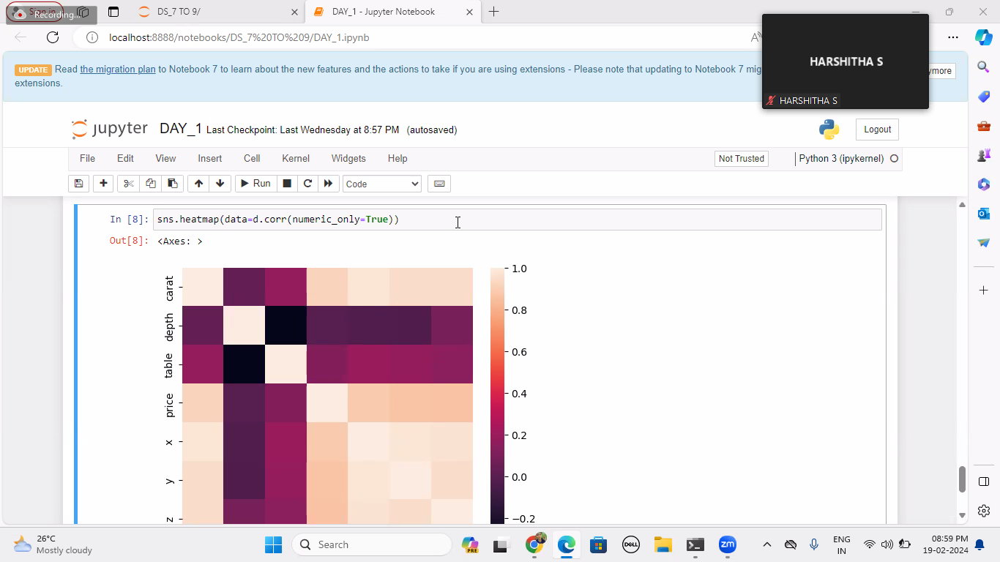 Sign in
Recording...
DS_7 TO 9/
DAY_1 - Jupyter Notebook
localhost:8888/notebooks/DS_7%20TO%209/DAY_1.ipynb
HARSHITHA S
HARSHITHA S
UPDATE Read the migration plan to Notebook 7 to learn about the new features and the actions to take if you are using extensions - Please note that updating to Notebook 7
extensions.
jupyter DAY_1 Last Checkpoint: Last Wednesday at 8:57 PM (autosaved)
Logout
File Edit View Insert Cell Kernel Widgets Help
Not Trusted
Python 3 (ipykernel)
Run
Code
In [8]: sns.heatmap(data=d.corr(numeric_only=True))
Out[8]: <Axes: >
carat
depth
table
price
x
y
z
1.0
0.8
0.6
0.4
0.2
0.0
−0.2
26°C
Mostly cloudy
Search
PRE
DELL
zm
ENG
IN
08:59 PM
19-02-2024